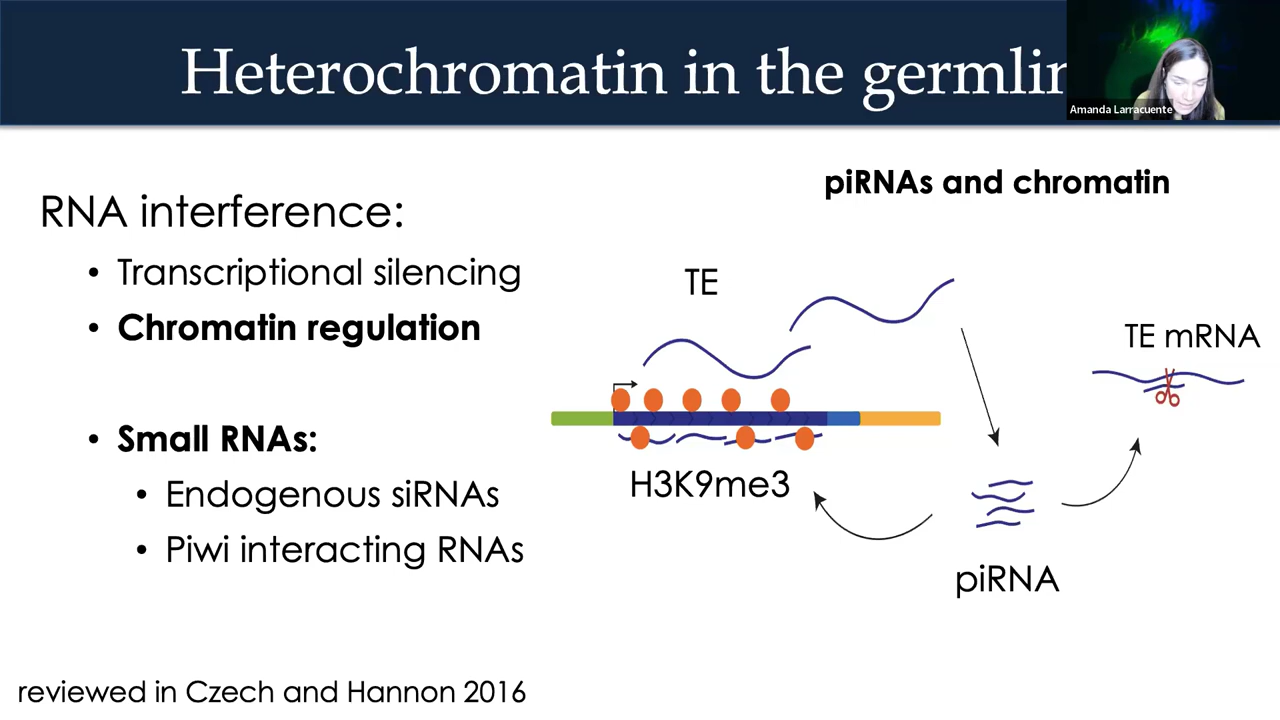 Heterochromatin in the germlin
Amanda Larracuente
piRNAs and chromatin
RNA interference:
• Transcriptional silencing
• Chromatin regulation
• Small RNAs:
• Endogenous siRNAs
• Piwi interacting RNAs
TE
TE mRNA
H3K9me3
piRNA
reviewed in Czech and Hannon 2016